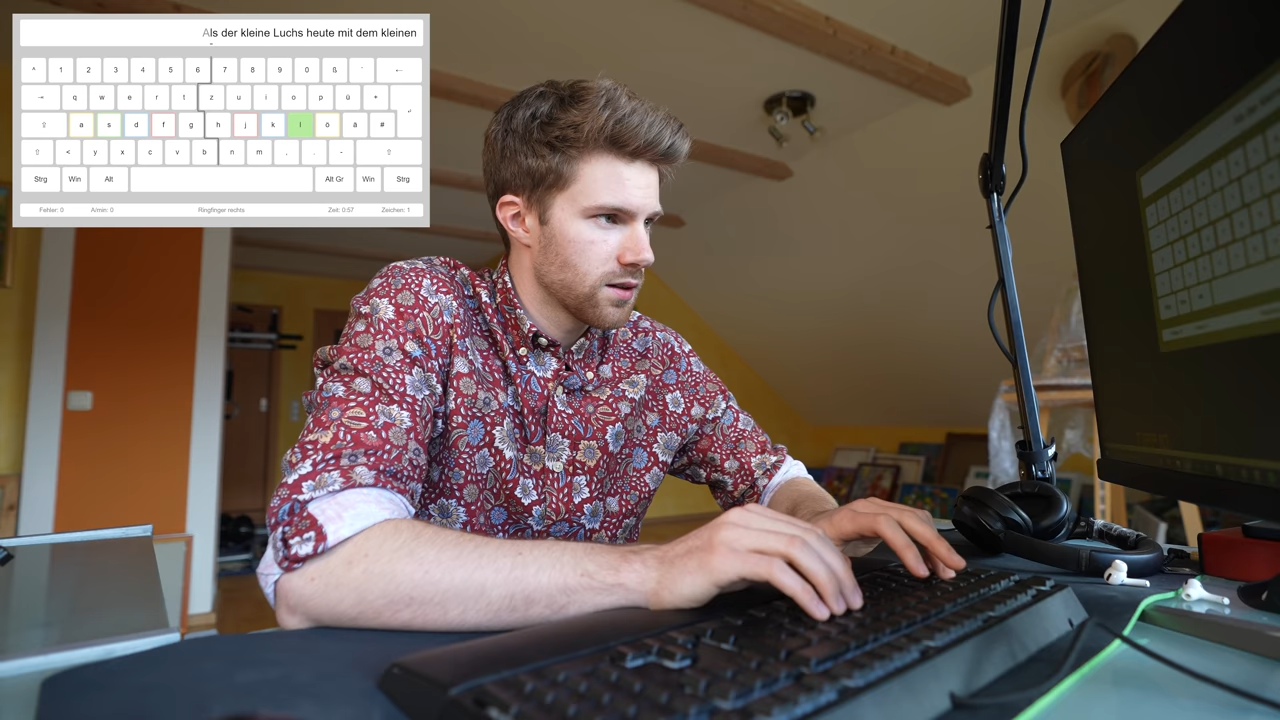 Als der kleine Luchs heute mit dem kleinen
^ 1 2 3 4 5 6 7 8 9 0 ß ´ ←
→ q w e r t z u i o p ü + ↵
⇧ a s d f g h j k l ö ä #
⇧ < y x c v b n m , . - ⇧
Strg Win Alt Alt Gr Win Strg
Fehler: 0 A/min: 0 Ringfinger rechts Zeit: 0:57 Zeichen: 1